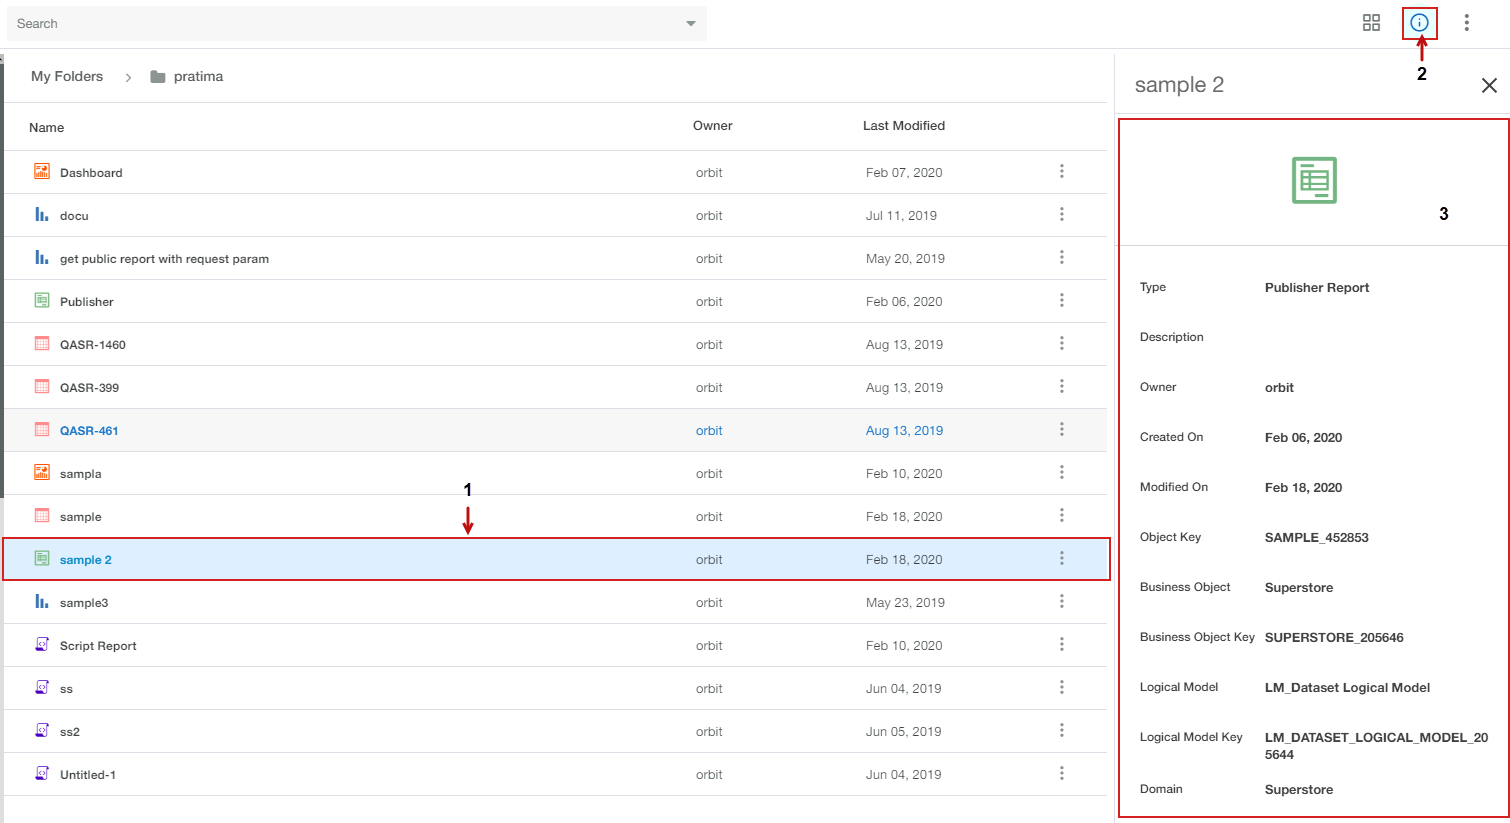 Search
2
My Folders
pratima
sample 2
Name
Owner
Last Modified
Dashboard
orbit
Feb 07, 2020
docu
orbit
Jul 11, 2019
get public report with request param
orbit
May 20, 2019
Publisher
orbit
Feb 06, 2020
QASR-1460
orbit
Aug 13, 2019
QASR-399
orbit
Aug 13, 2019
QASR-461
orbit
Aug 13, 2019
sampla
orbit
Feb 10, 2020
1
sample
orbit
Feb 18, 2020
sample 2
orbit
Feb 18, 2020
sample3
orbit
May 23, 2019
Script Report
orbit
Feb 10, 2020
ss
orbit
Jun 04, 2019
ss2
orbit
Jun 05, 2019
Untitled-1
orbit
Jun 04, 2019
3
Type
Publisher Report
Description
Owner
orbit
Created On
Feb 06, 2020
Modified On
Feb 18, 2020
Object Key
SAMPLE_452853
Business Object
Superstore
Business Object Key
SUPERSTORE_205646
Logical Model
LM_Dataset Logical Model
Logical Model Key
LM_DATASET_LOGICAL_MODEL_20
5644
Domain
Superstore